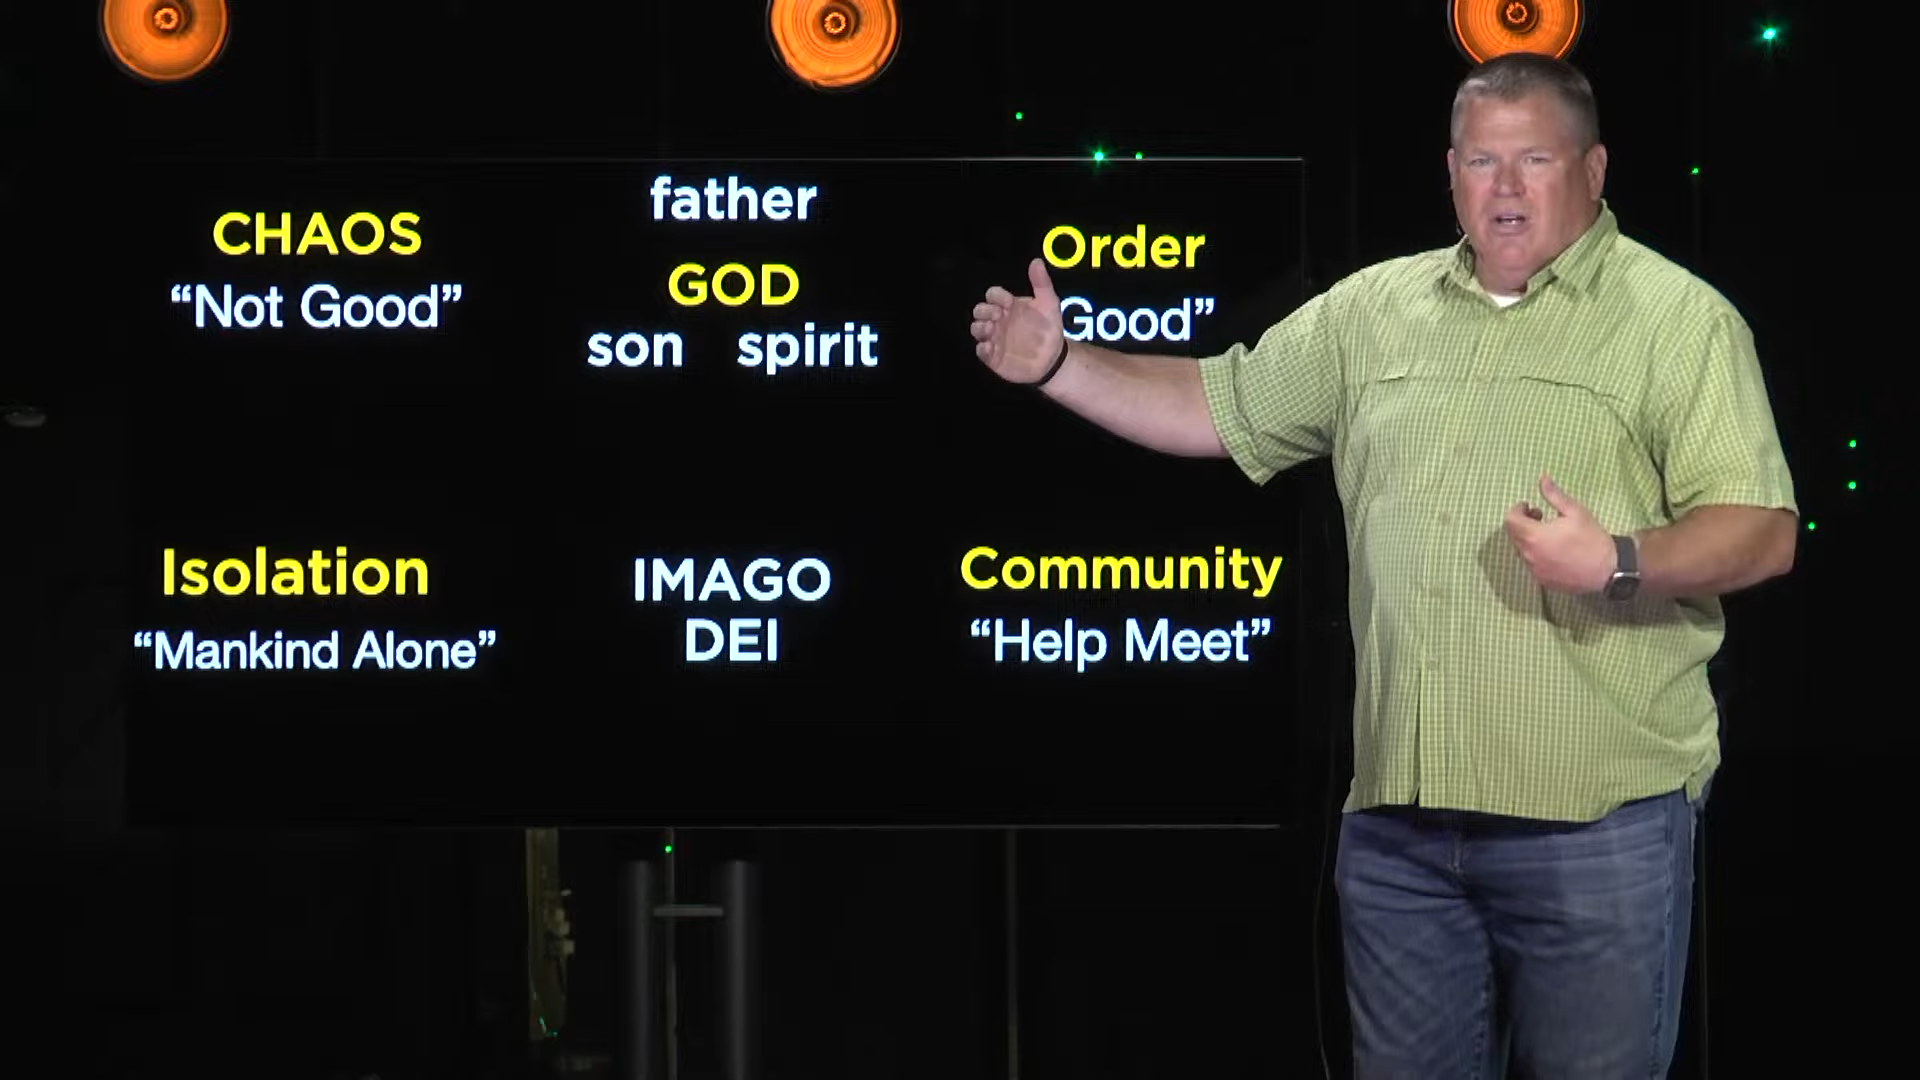 father
CHAOS
Order
"Not Good"
GOD
Good"
son spirit
Isolation
IMAGO
Community
"Mankind Alone"
DEI
"Help Meet"